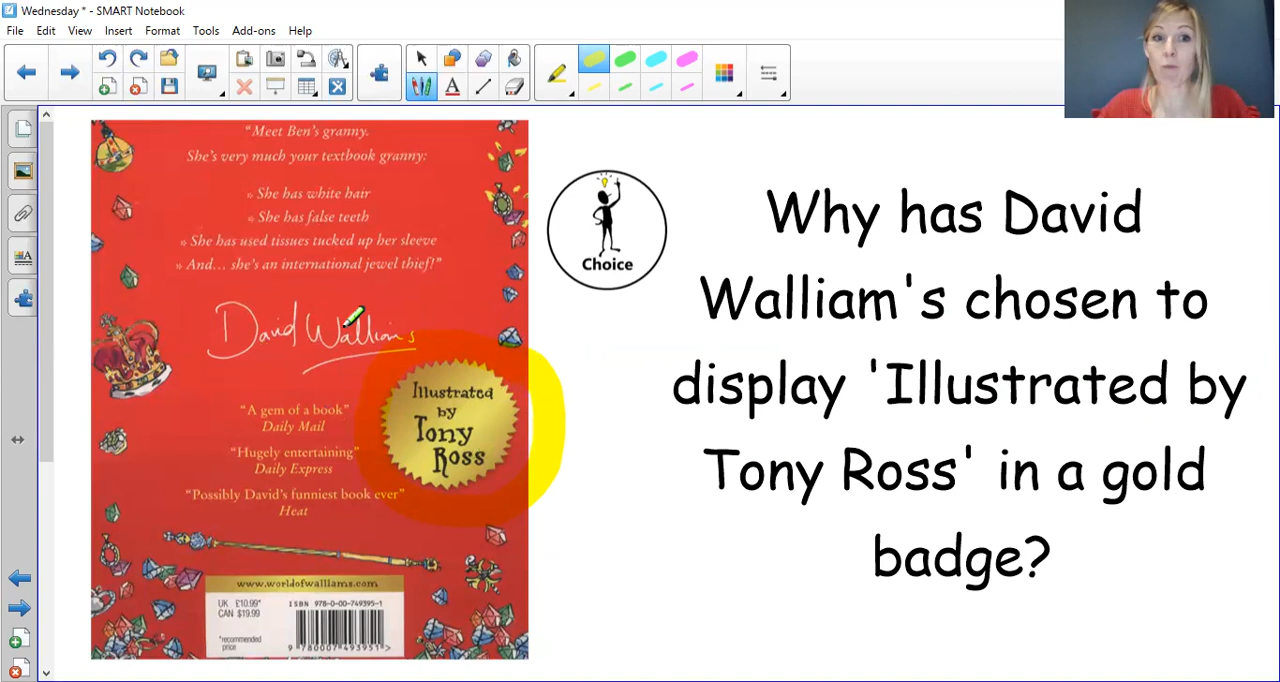 Wednesday * - SMART Notebook
File Edit View Insert Format Tools Add-ons Help
"Meet Ben's granny.
She's very much your textbook granny:
» She has white hair
» She has false teeth
» She has used tissues tucked up her sleeve
» And... she's an international jewel thief!"
David Walliams
Illustrated
by
Tony
Ross
"A gem of a book"
Daily Mail
"Hugely entertaining"
Daily Express
"Possibly David's funniest book ever"
Heat
www.worldofwalliams.com
UK £10.99*
CAN $19.99
*recommended
price
ISBN 978-0-00-749395-1
9 780007 493951 >
Choice
Why has David
Walliam's chosen to
display 'Illustrated by
Tony Ross' in a gold
badge?